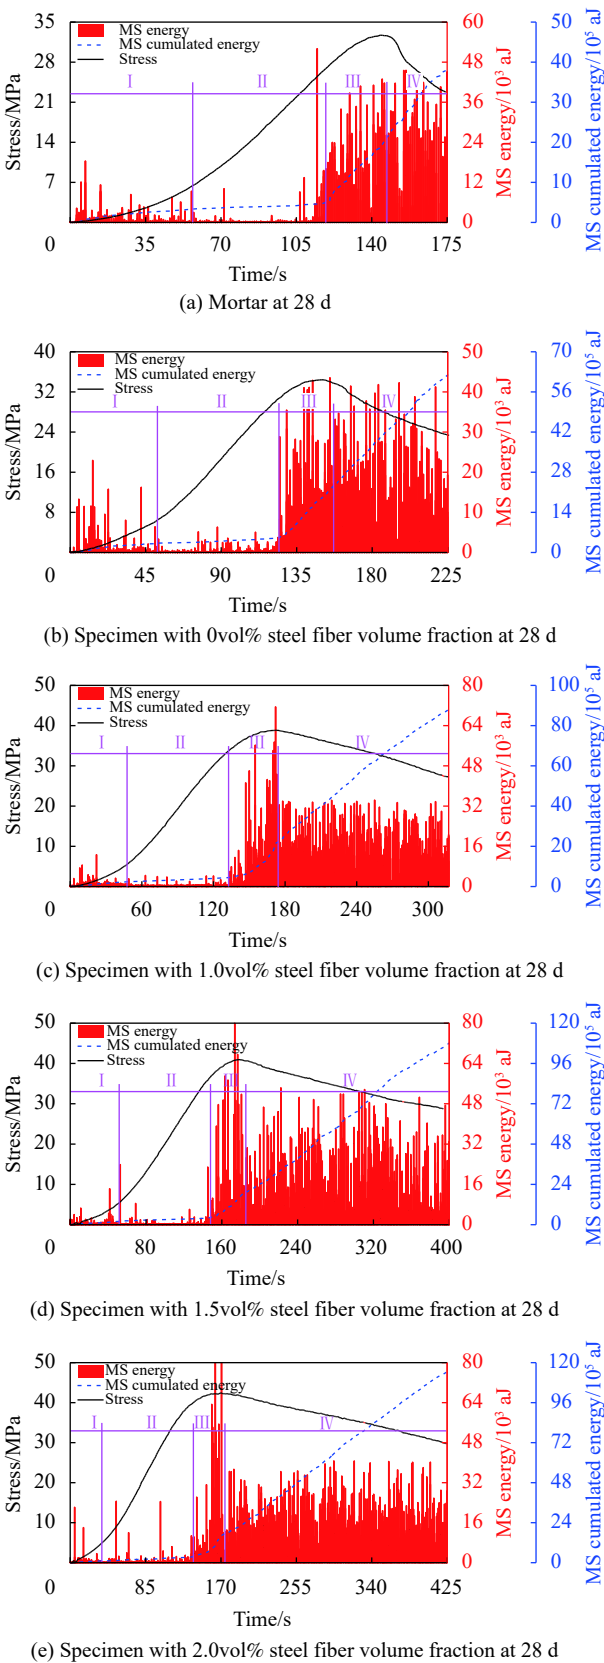 35
28
21
14
7
Stress/MPa
MS energy
MS cumulated energy
Stress
I
II
III
IV
60
48
36
24
12
0
MS energy/10³ aJ
50
40
30
20
10
0
MS cumulated energy/10⁵ aJ
0
35
70
105
140
175
Time/s
(a) Mortar at 28 d
40
32
24
16
8
Stress/MPa
MS energy
MS cumulated energy
Stress
I
II
III
IV
50
40
30
20
10
0
MS energy/10³ aJ
70
56
42
28
14
0
MS cumulated energy/10⁵ aJ
0
45
90
135
180
225
Time/s
(b) Specimen with 0vol% steel fiber volume fraction at 28 d
50
40
30
20
10
Stress/MPa
MS energy
MS cumulated energy
Stress
I
II
III
IV
80
64
48
32
16
0
MS energy/10³ aJ
100
80
60
40
20
0
MS cumulated energy/10⁵ aJ
0
60
120
180
240
300
Time/s
(c) Specimen with 1.0vol% steel fiber volume fraction at 28 d
50
40
30
20
10
Stress/MPa
MS energy
MS cumulated energy
Stress
I
II
III
IV
80
64
48
32
16
0
MS energy/10³ aJ
120
96
72
48
24
0
MS cumulated energy/10⁵ aJ
0
80
160
240
320
400
Time/s
(d) Specimen with 1.5vol% steel fiber volume fraction at 28 d
50
40
30
20
10
Stress/MPa
MS energy
MS cumulated energy
Stress
I
II
III
IV
80
64
48
32
16
0
MS energy/10³ aJ
120
96
72
48
24
0
MS cumulated energy/10⁵ aJ
0
85
170
255
340
425
Time/s
(e) Specimen with 2.0vol% steel fiber volume fraction at 28 d